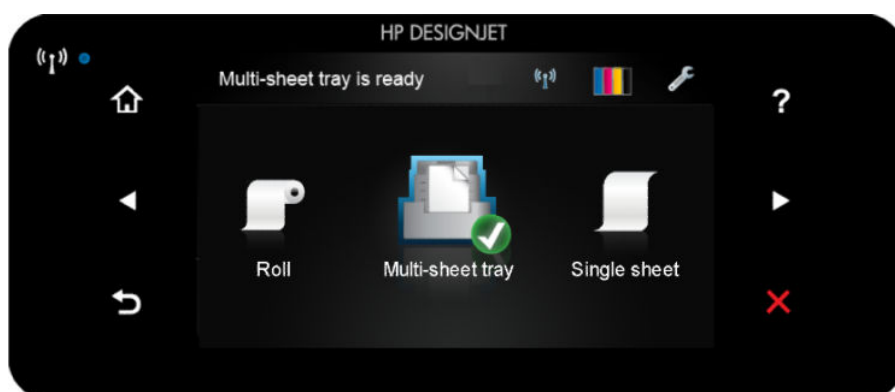 HP DESIGNJET
Multi-sheet tray is ready
?
Roll
Multi-sheet tray
Single sheet